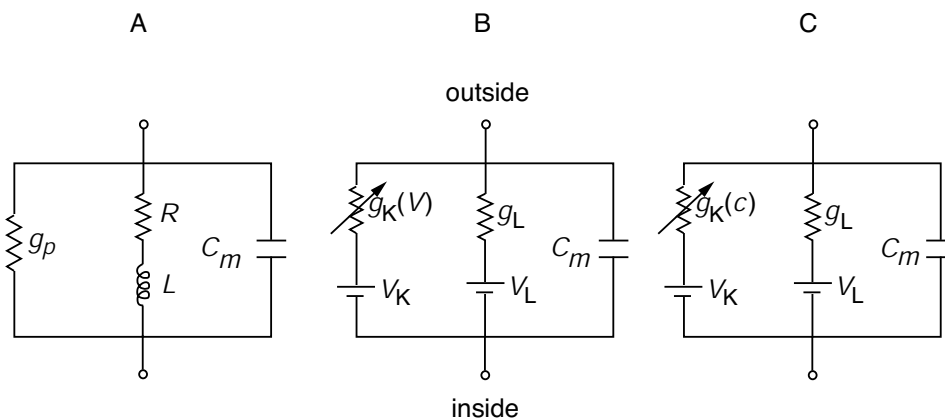 A B C
outside
g_K(V) g_K(c)
R g_L g_L
g_p C_m C_m C_m
L V_K V_L V_K V_L
inside